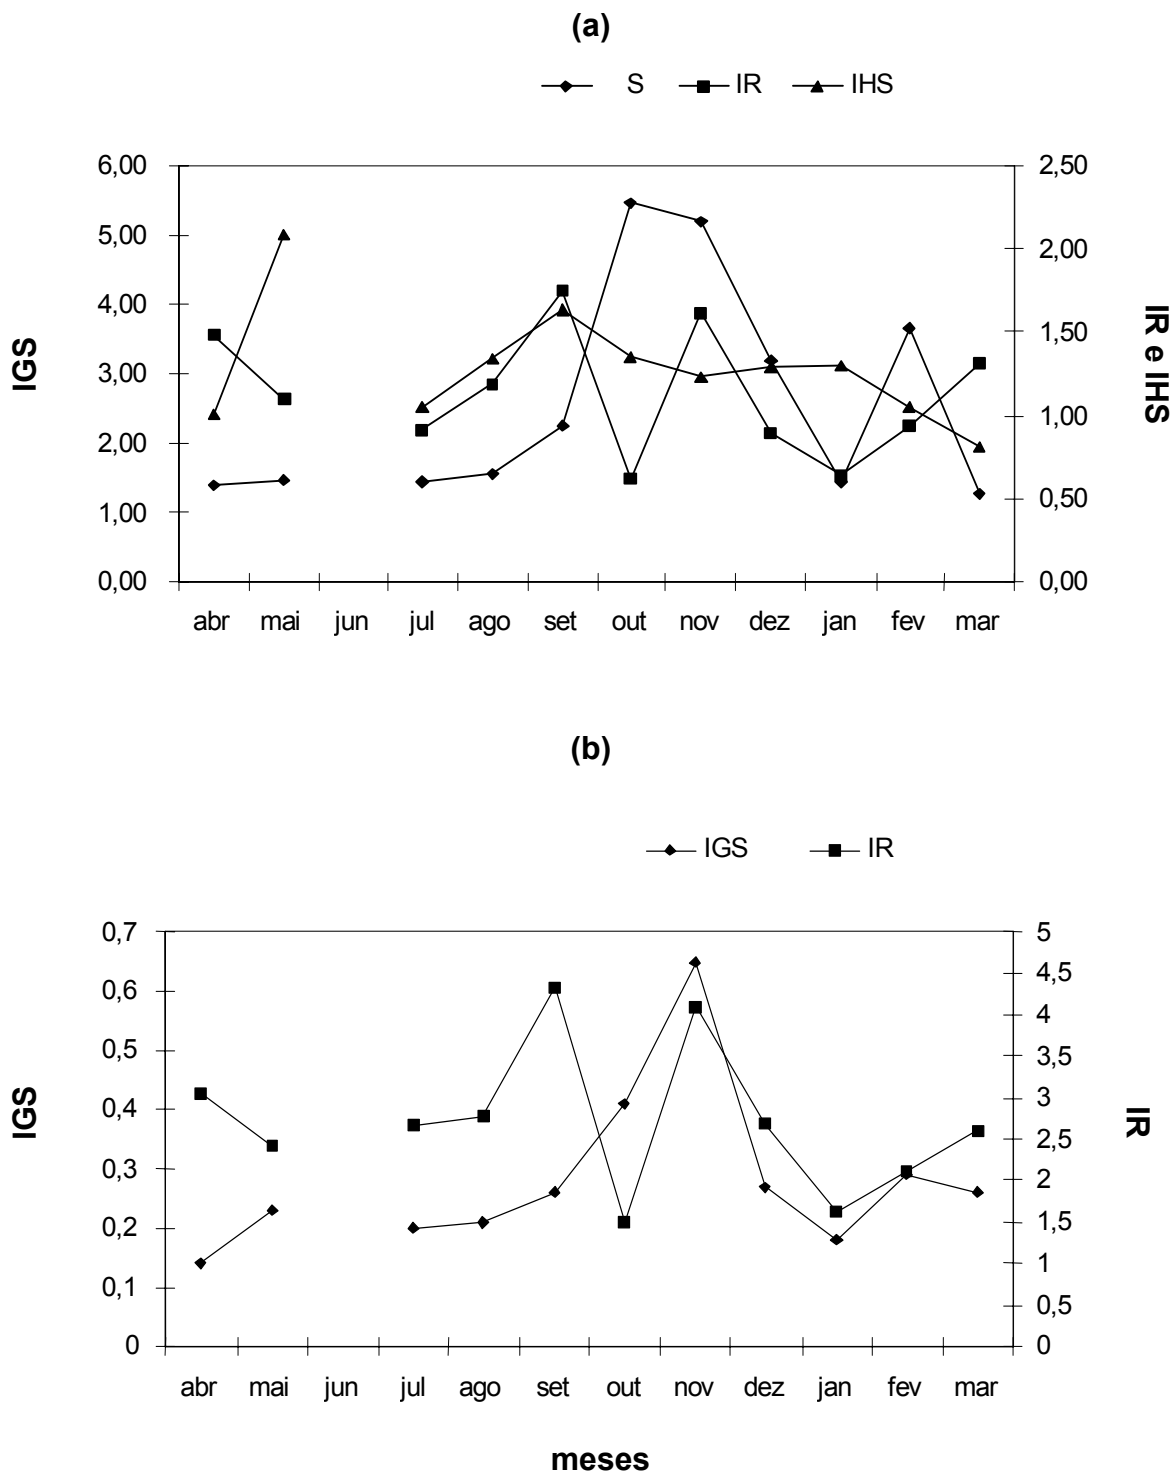 (a)
S IR IHS
6,00 2,50
5,00 2,00
4,00 1,50
3,00 1,00
2,00 0,50
1,00 0,00
0,00
IGS
IR e IHS
abr mai jun jul ago set out nov dez jan fev mar
(b)
IGS IR
0,7 5
0,6 4,5
0,5 4
0,4 3,5
0,3 3
0,2 2,5
0,1 2
0 1,5
1
0,5
0
IGS
IR
abr mai jun jul ago set out nov dez jan fev mar
meses